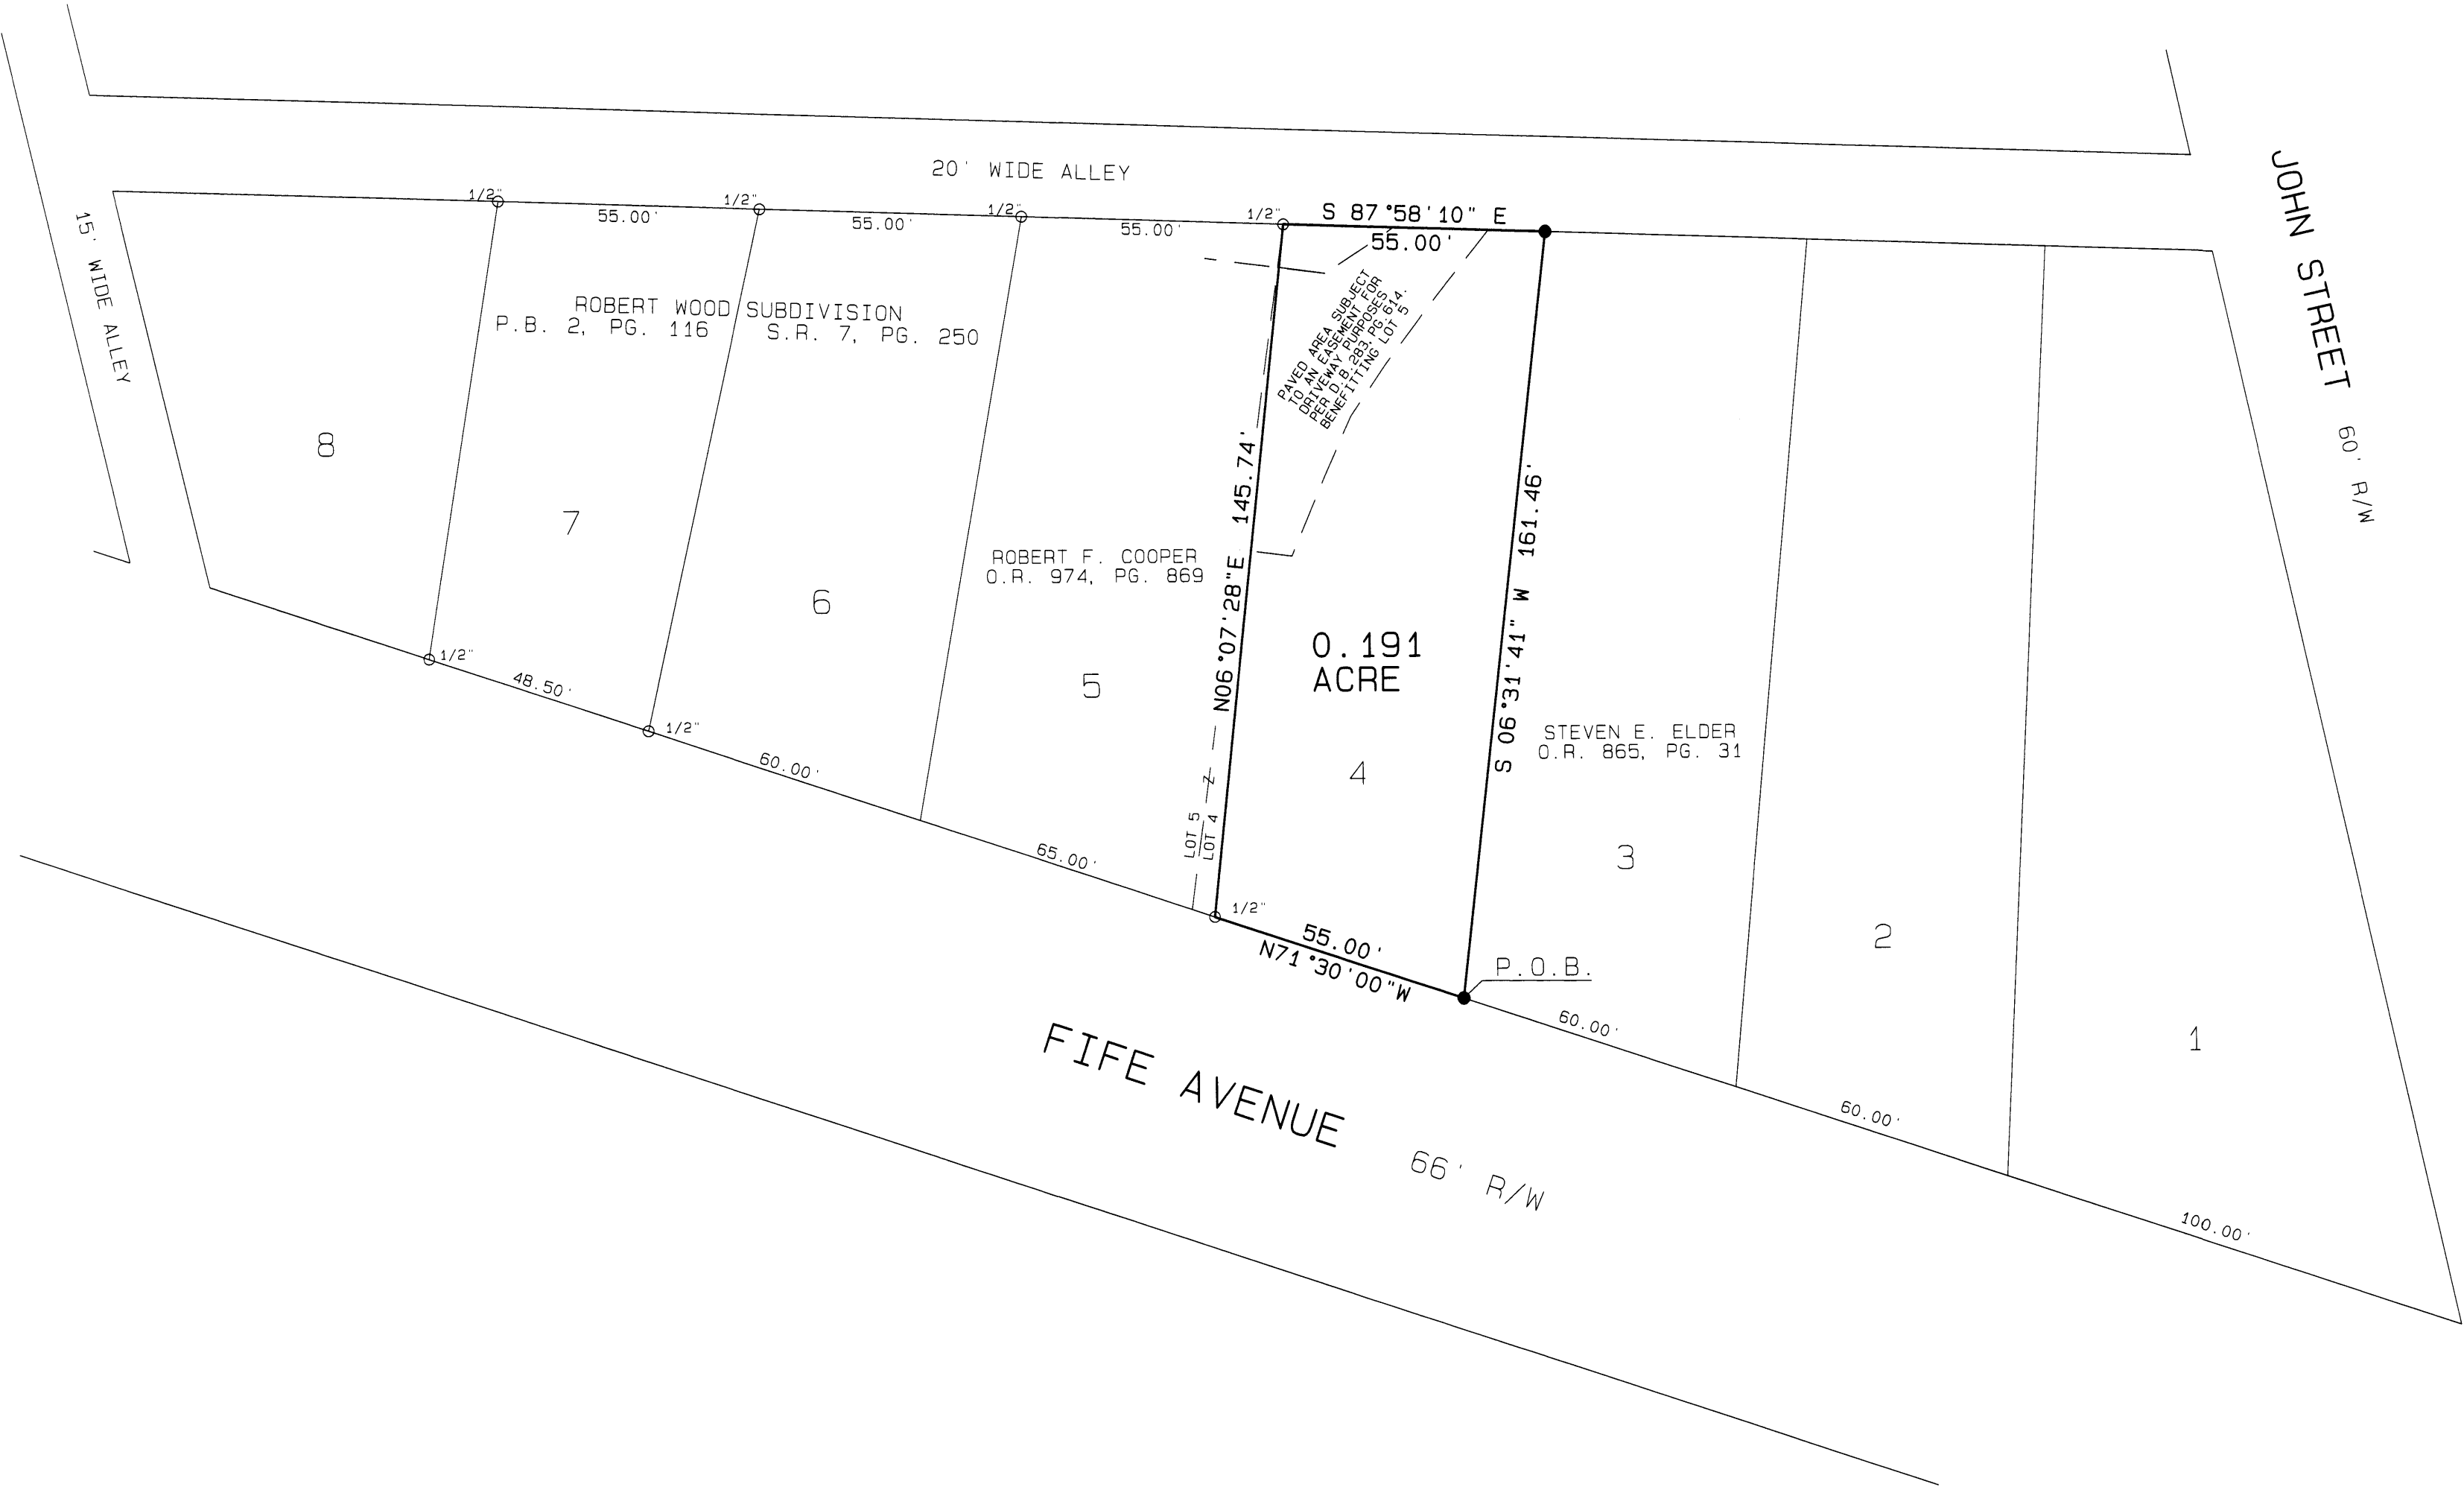 20' WIDE ALLEY
JOHN STREET 60' R/W
15' WIDE ALLEY
1/2"
55.00'
1/2"
55.00'
1/2"
55.00'
1/2"
S 87°58'10" E
55.00'
ROBERT WOOD SUBDIVISION
P.B. 2, PG. 116 S.R. 7, PG. 250
PAVED AREA SUBJECT
TO AN EASEMENT FOR
DRIVEWAY PURPOSES
PER D.B.283,PG.614.
BENEFITTING LOT 5
8
7
6
ROBERT F. COOPER
O.R. 974, PG. 869
5
N06°07'28"E 145.74'
0.191
ACRE
4
S 06°31'41" W 161.46'
STEVEN E. ELDER
O.R. 865, PG. 31
3
2
1
LOT 5
LOT 4
Z
1/2"
48.50'
1/2"
60.00'
65.00'
1/2"
55.00'
N71°30'00"W
P.O.B.
60.00'
60.00'
100.00'
FIFE AVENUE 66' R/W